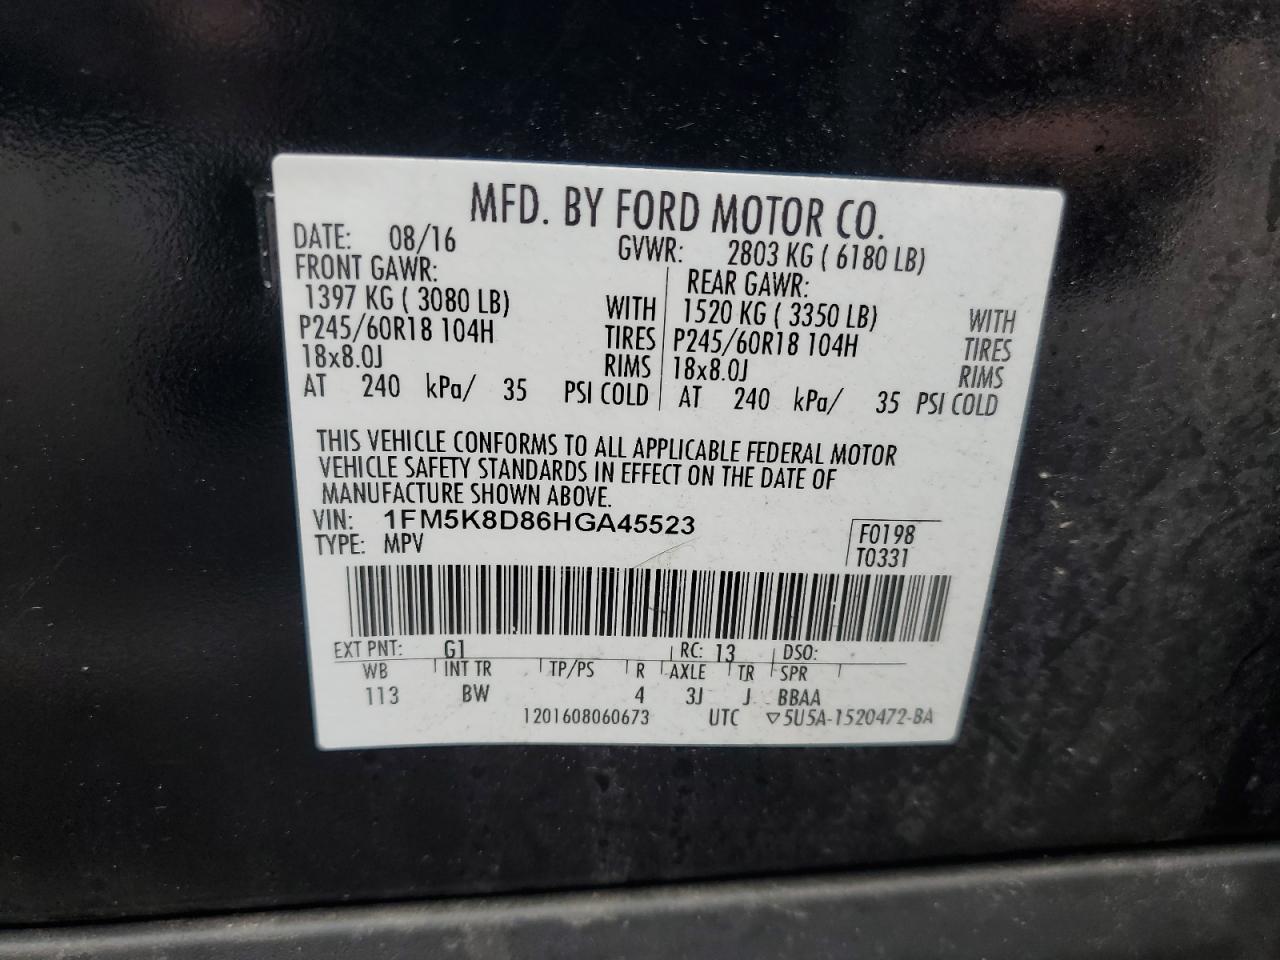 MFD. BY FORD MOTOR CO.
DATE: 08/16 GVWR: 2803 KG ( 6180 LB)
FRONT GAWR: REAR GAWR:
1397 KG ( 3080 LB) WITH 1520 KG ( 3350 LB) WITH
P245/60R18 104H TIRES P245/60R18 104H TIRES
18x8.0J RIMS 18x8.0J RIMS
AT 240 kPa/ 35 PSI COLD AT 240 kPa/ 35 PSI COLD
THIS VEHICLE CONFORMS TO ALL APPLICABLE FEDERAL MOTOR
VEHICLE SAFETY STANDARDS IN EFFECT ON THE DATE OF
MANUFACTURE SHOWN ABOVE.
VIN: 1FM5K8D86HGA45523 F0198
TYPE: MPV T0331
EXT PNT: G1 RC: 13 DSO:
WB INT TR TP/PS R AXLE TR SPR
113 BW 4 3J J BBAA
1201608060673 UTC ▽5U5A-1520472-BA